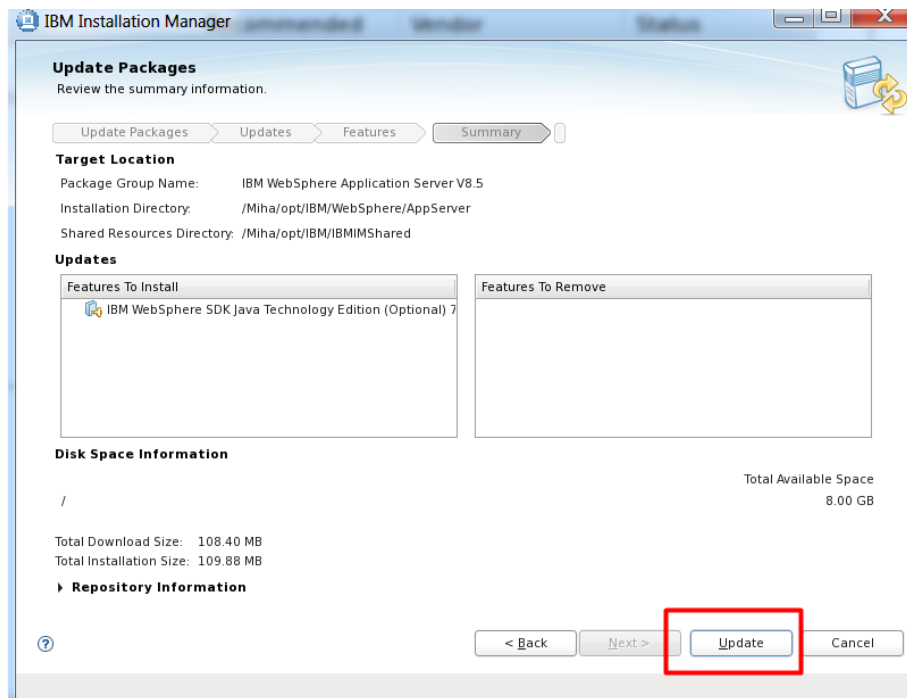 IBM Installation Manager
ommended Vendor Status
Update Packages
Review the summary information.
Update Packages Updates Features Summary
Target Location
Package Group Name: IBM WebSphere Application Server V8.5
Installation Directory: /Miha/opt/IBM/WebSphere/AppServer
Shared Resources Directory: /Miha/opt/IBM/IBMIMShared
Updates
Features To Install Features To Remove
IBM WebSphere SDK Java Technology Edition (Optional) 7
Disk Space Information
Total Available Space
/ 8.00 GB
Total Download Size: 108.40 MB
Total Installation Size: 109.88 MB
Repository Information
? < Back Next > Update Cancel